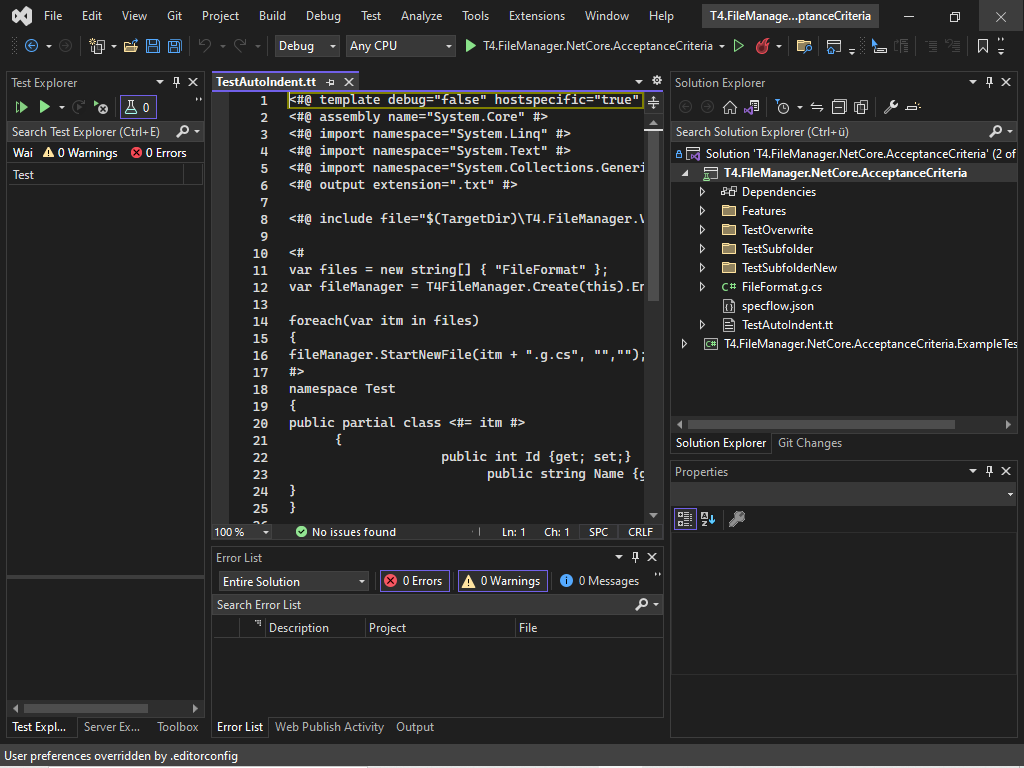 File Edit View Git Project Build Debug Test Analyze Tools Extensions Window Help T4.FileManage...ptanceCriteria
Debug Any CPU T4.FileManager.NetCore.AcceptanceCriteria
Test Explorer
0
Search Test Explorer (Ctrl+E)
Wai 0 Warnings 0 Errors
Test
Test Expl... Server Ex... Toolbox
TestAutoIndent.tt
1 <#@ template debug="false" hostspecific="true"
2 <#@ assembly name="System.Core" #>
3 <#@ import namespace="System.Linq" #>
4 <#@ import namespace="System.Text" #>
5 <#@ import namespace="System.Collections.Generi
6 <#@ output extension=".txt" #>
7
8 <#@ include file="$(TargetDir)\T4.FileManager.V
9
10 <#
11 var files = new string[] { "FileFormat" };
12 var fileManager = T4FileManager.Create(this).En
13
14 foreach(var itm in files)
15 {
16 fileManager.StartNewFile(itm + ".g.cs", "","");
17 #>
18 namespace Test
19 {
20 public partial class <#= itm #>
21 {
22 public int Id {get; set;}
23 public string Name {g
24 }
25 }
100 % No issues found Ln: 1 Ch: 1 SPC CRLF
Error List
Entire Solution 0 Errors 0 Warnings 0 Messages
Search Error List
Description Project File
Error List Web Publish Activity Output
Solution Explorer
Search Solution Explorer (Ctrl+ü)
Solution 'T4.FileManager.NetCore.AcceptanceCriteria' (2 of
T4.FileManager.NetCore.AcceptanceCriteria
Dependencies
Features
TestOverwrite
TestSubfolder
TestSubfolderNew
C# FileFormat.g.cs
specflow.json
TestAutoIndent.tt
C# T4.FileManager.NetCore.AcceptanceCriteria.ExampleTes
Solution Explorer Git Changes
Properties
User preferences overridden by .editorconfig